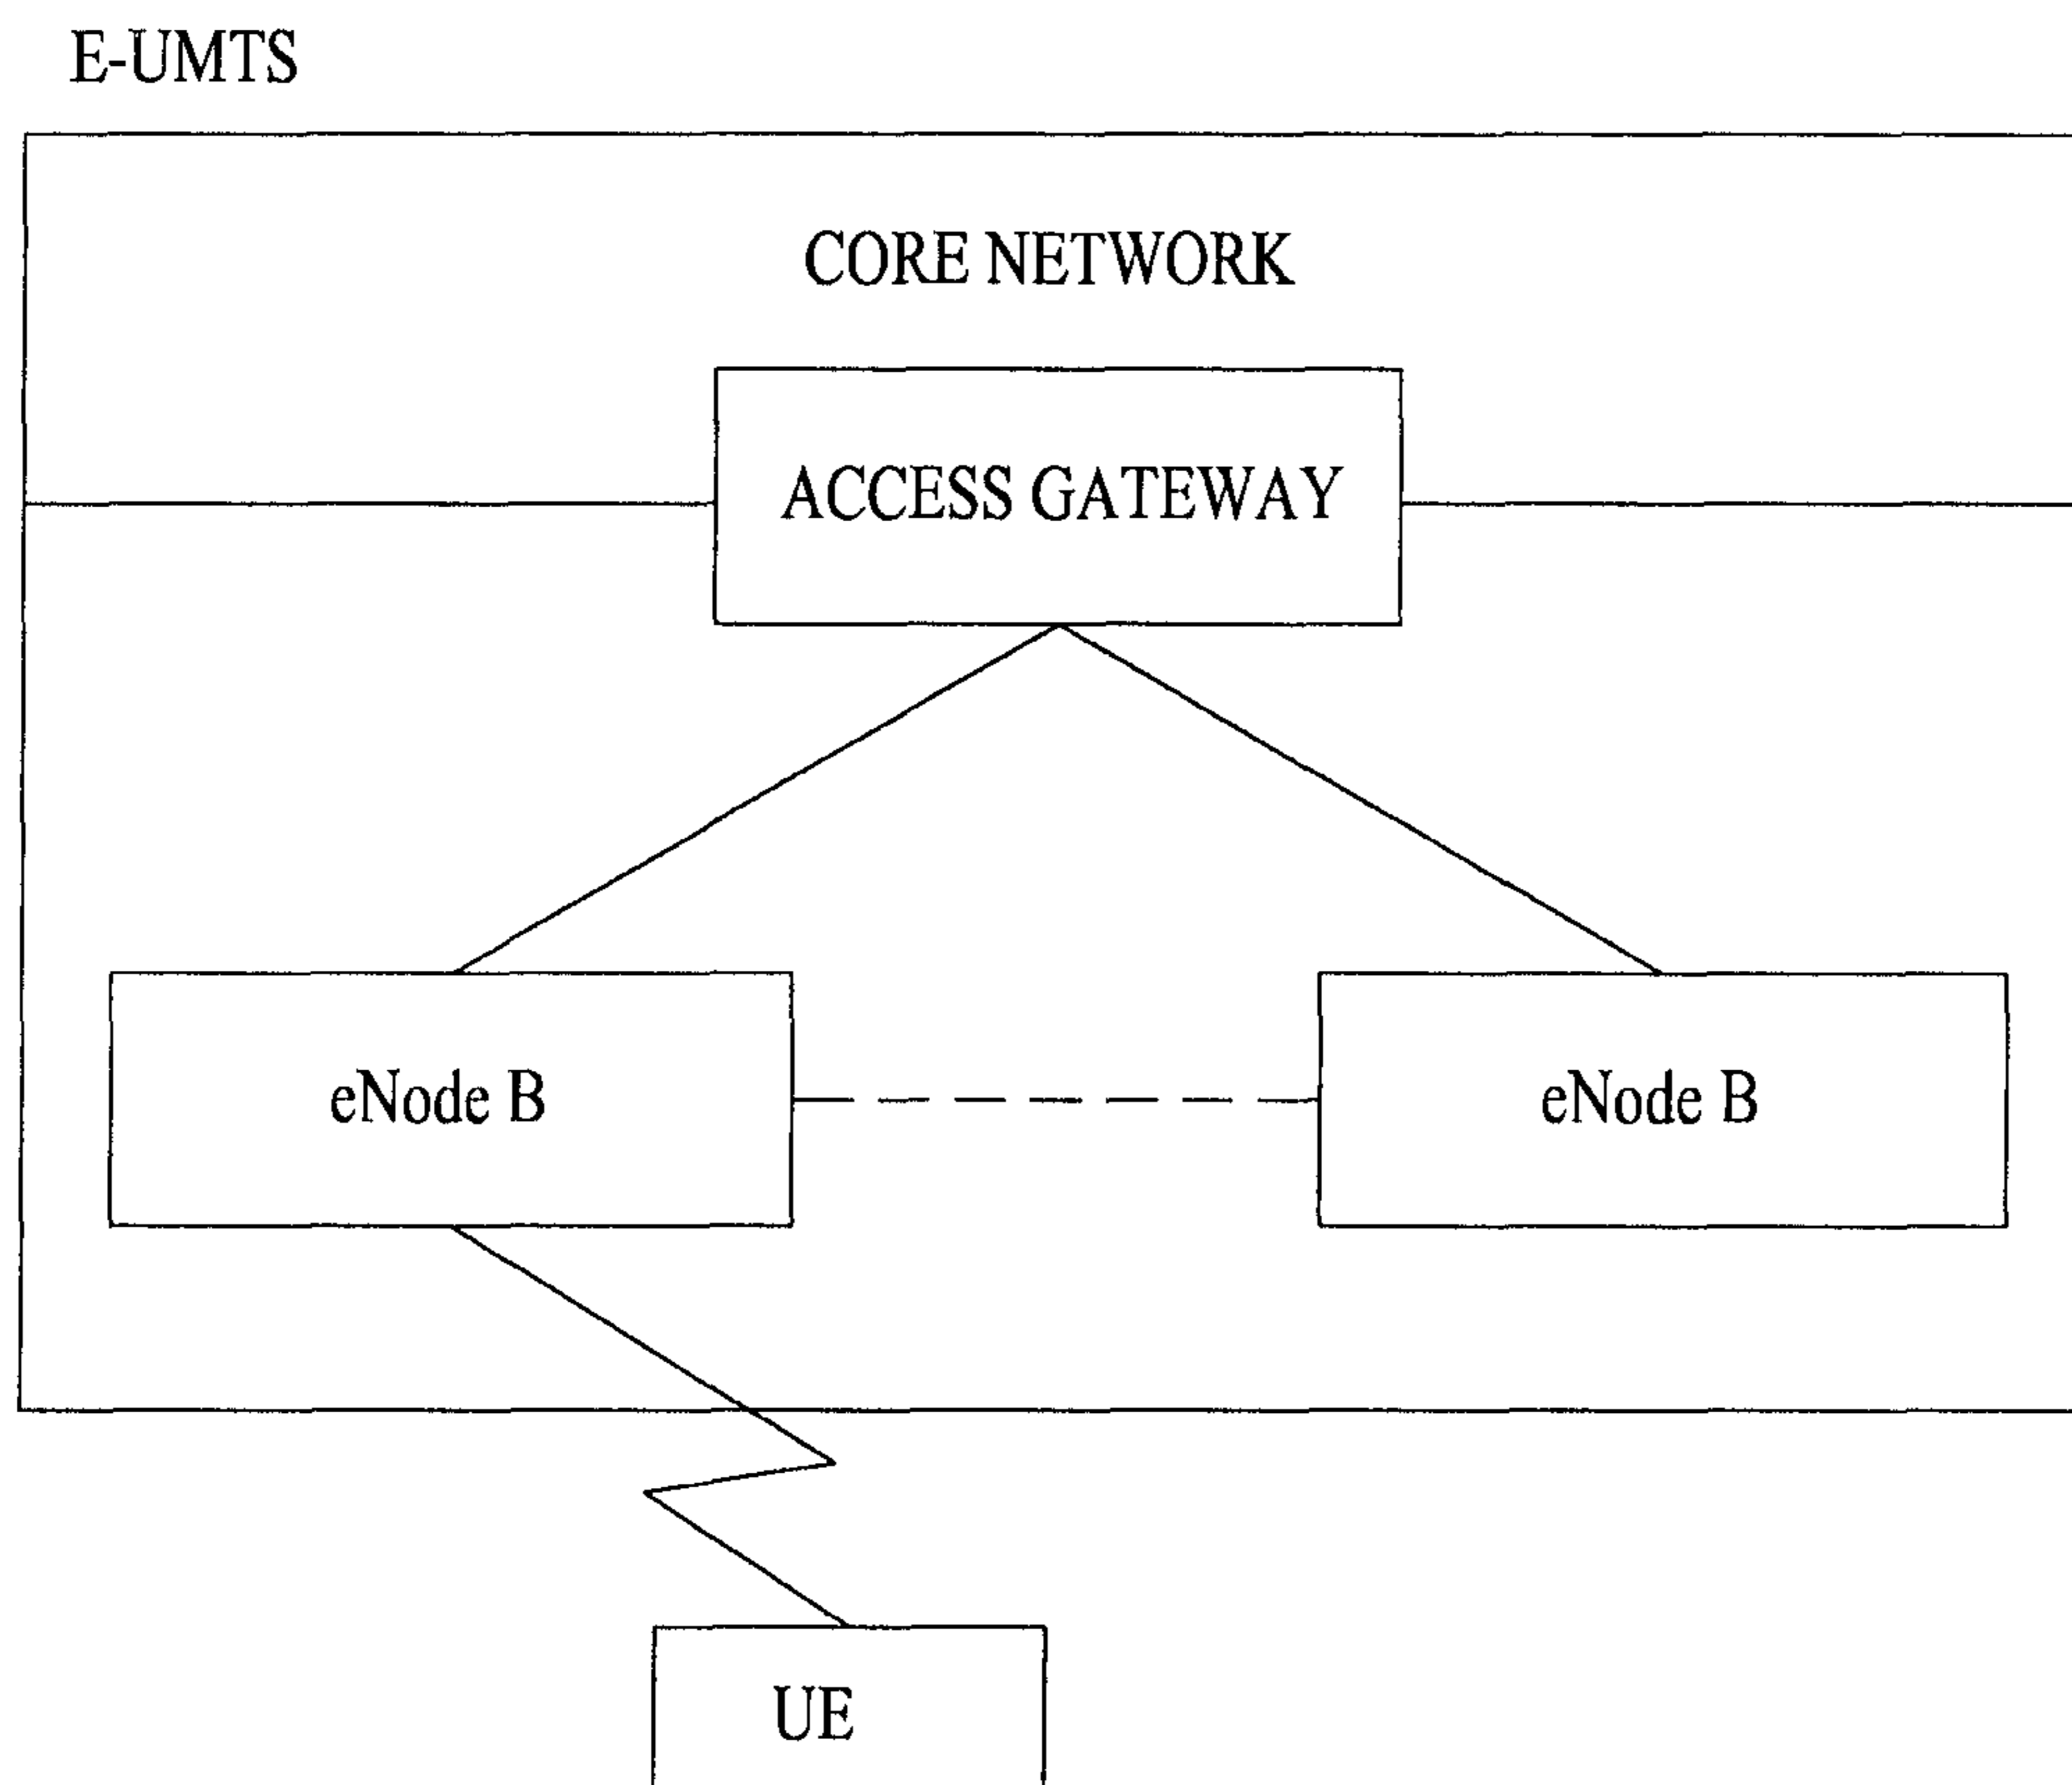 E-UMTS
CORE NETWORK
ACCESS GATEWAY
eNode B
eNode B
UE